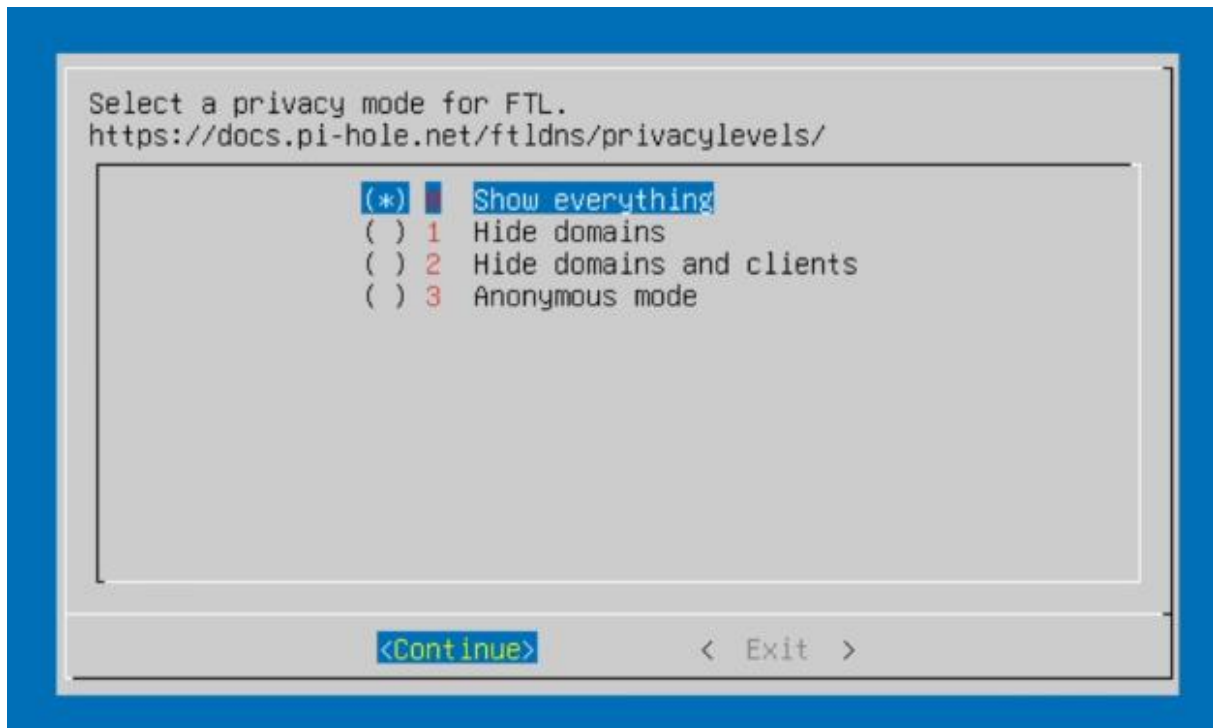 Select a privacy mode for FTL.
https://docs.pi-hole.net/ftldns/privacylevels/
(*) Show everything
( ) 1 Hide domains
( ) 2 Hide domains and clients
( ) 3 Anonymous mode
<Continue> < Exit >